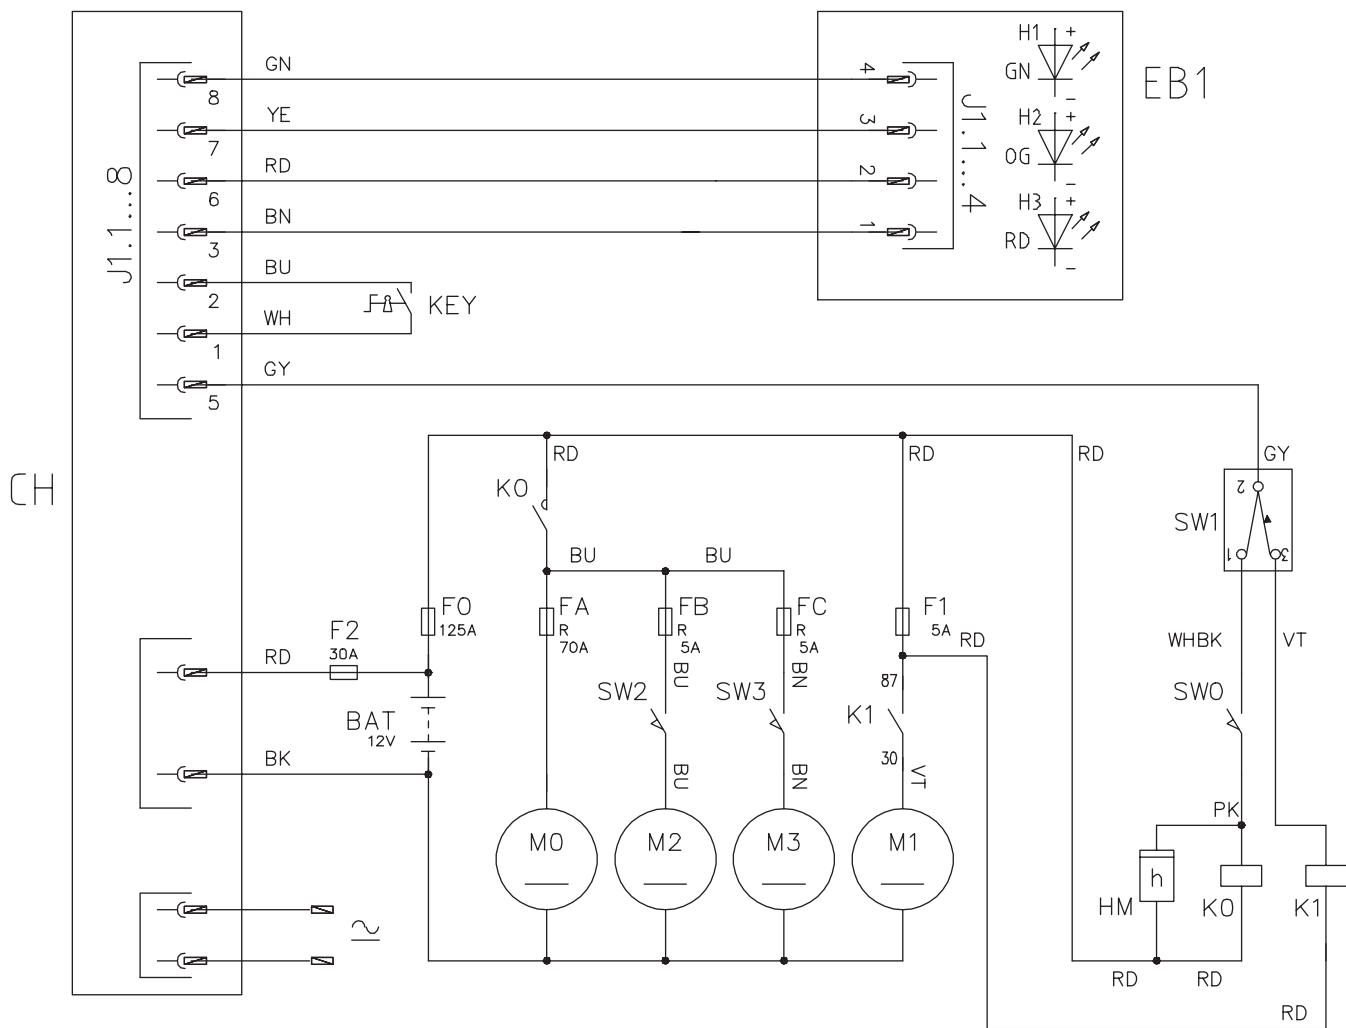 GN
8
YE
7
RD
6
BN
3
BU
2
WH
1
GY
5
J1.1...8
KEY
4
3
2
1
J1.1...4
H1
+
GN
–
H2
+
OG
–
H3
+
RD
–
EB1
CH
RD
RD
RD
GY
K0
2
SW1
1
3
BU
BU
F0
125A
FA
R
70A
FB
R
5A
FC
R
5A
F1
5A
RD
F2
30A
RD
WHBK
VT
BU
BN
87
SW2
SW3
K1
SW0
BAT
12V
30
BK
BU
BN
VT
PK
M0
M2
M3
M1
h
HM
K0
K1
RD
RD
RD